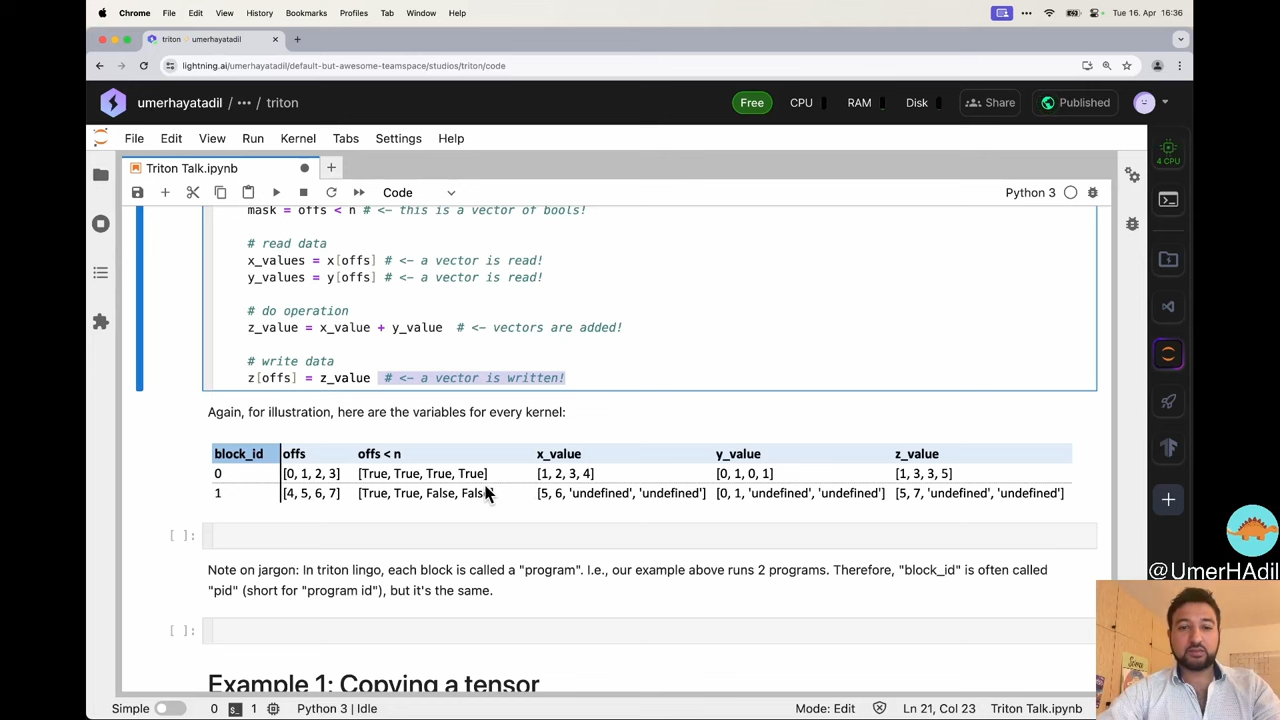 Chrome File Edit View History Bookmarks Profiles Tab Window Help Tue 16. Apr 16:36
triton · umerhayatadil
lightning.ai/umerhayatadil/default-but-awesome-teamspace/studios/triton/code
umerhayatadil / ··· / triton Free CPU RAM Disk Share Published
File Edit View Run Kernel Tabs Settings Help 4 CPU
Triton Talk.ipynb
Code Python 3
mask = offs < n # <- this is a vector of bools!
# read data
x_values = x[offs] # <- a vector is read!
y_values = y[offs] # <- a vector is read!
# do operation
z_value = x_value + y_value # <- vectors are added!
# write data
z[offs] = z_value # <- a vector is written!
Again, for illustration, here are the variables for every kernel:
block_id offs offs < n x_value y_value z_value
0 [0, 1, 2, 3] [True, True, True, True] [1, 2, 3, 4] [0, 1, 0, 1] [1, 3, 3, 5]
1 [4, 5, 6, 7] [True, True, False, Fals [5, 6, 'undefined', 'undefined'] [0, 1, 'undefined', 'undefined'] [5, 7, 'undefined', 'undefined']
[ ]:
Note on jargon: In triton lingo, each block is called a "program". I.e., our example above runs 2 programs. Therefore, "block_id" is often called
"pid" (short for "program id"), but it's the same.
@UmerHAdil
[ ]:
Example 1: Copying a tensor
Simple 0 1 Python 3 | Idle Mode: Edit Ln 21, Col 23 Triton Talk.ipynb